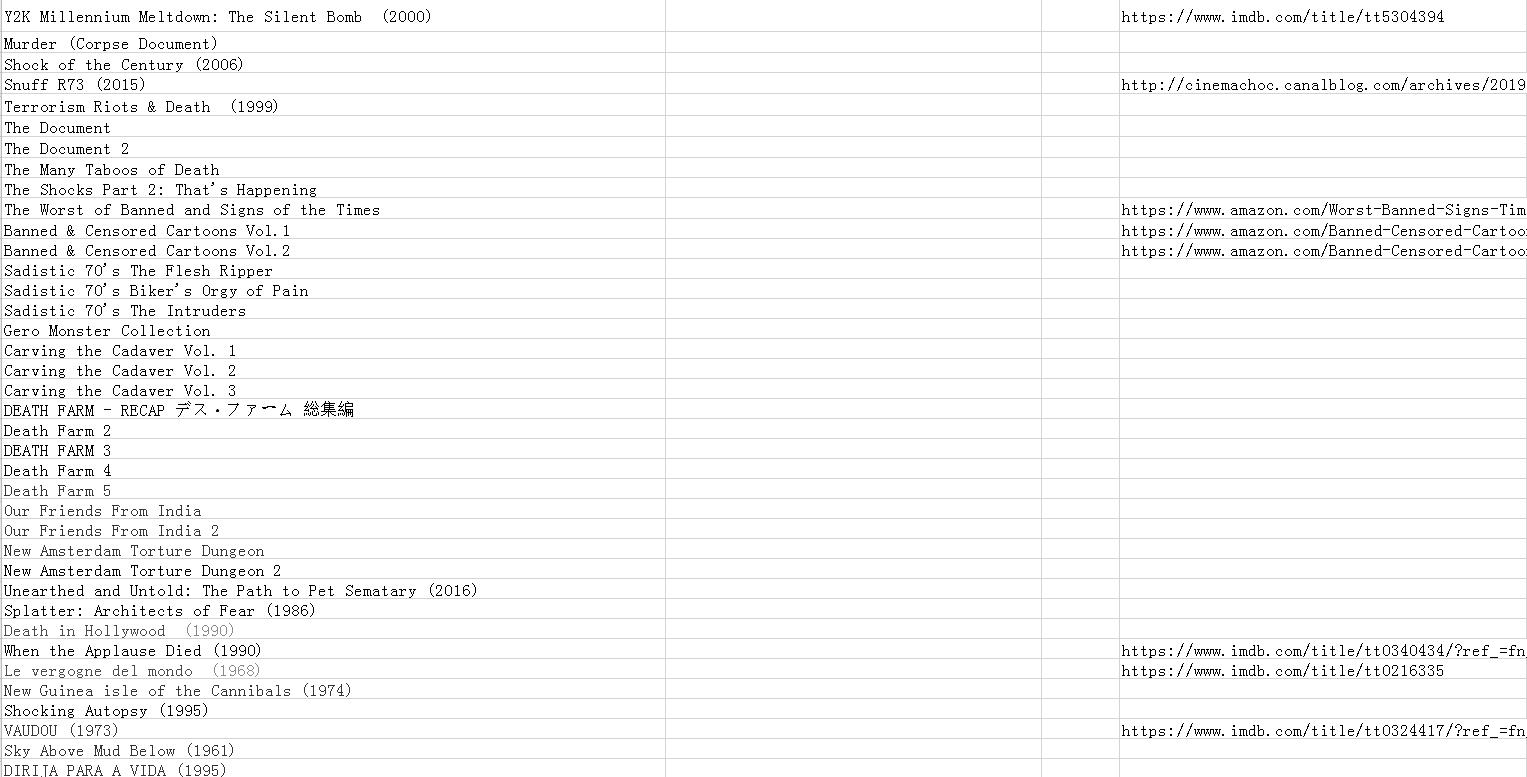 Y2K Millennium Meltdown: The Silent Bomb (2000) https://www.imdb.com/title/tt5304394
Murder (Corpse Document)
Shock of the Century (2006)
Snuff R73 (2015) http://cinemachoc.canalblog.com/archives/2019
Terrorism Riots & Death (1999)
The Document
The Document 2
The Many Taboos of Death
The Shocks Part 2: That's Happening
The Worst of Banned and Signs of the Times https://www.amazon.com/Worst-Banned-Signs-Tim
Banned & Censored Cartoons Vol.1 https://www.amazon.com/Banned-Censored-Cartoo
Banned & Censored Cartoons Vol.2 https://www.amazon.com/Banned-Censored-Cartoo
Sadistic 70's The Flesh Ripper
Sadistic 70's Biker's Orgy of Pain
Sadistic 70's The Intruders
Gero Monster Collection
Carving the Cadaver Vol. 1
Carving the Cadaver Vol. 2
Carving the Cadaver Vol. 3
DEATH FARM - RECAP デス・ファーム 総集編
Death Farm 2
DEATH FARM 3
Death Farm 4
Death Farm 5
Our Friends From India
Our Friends From India 2
New Amsterdam Torture Dungeon
New Amsterdam Torture Dungeon 2
Unearthed and Untold: The Path to Pet Sematary (2016)
Splatter: Architects of Fear (1986)
Death in Hollywood (1990)
When the Applause Died (1990) https://www.imdb.com/title/tt0340434/?ref_=fn_
Le vergogne del mondo (1968) https://www.imdb.com/title/tt0216335
New Guinea isle of the Cannibals (1974)
Shocking Autopsy (1995)
VAUDOU (1973) https://www.imdb.com/title/tt0324417/?ref_=fn_
Sky Above Mud Below (1961)
DIRIJA PARA A VIDA (1995)